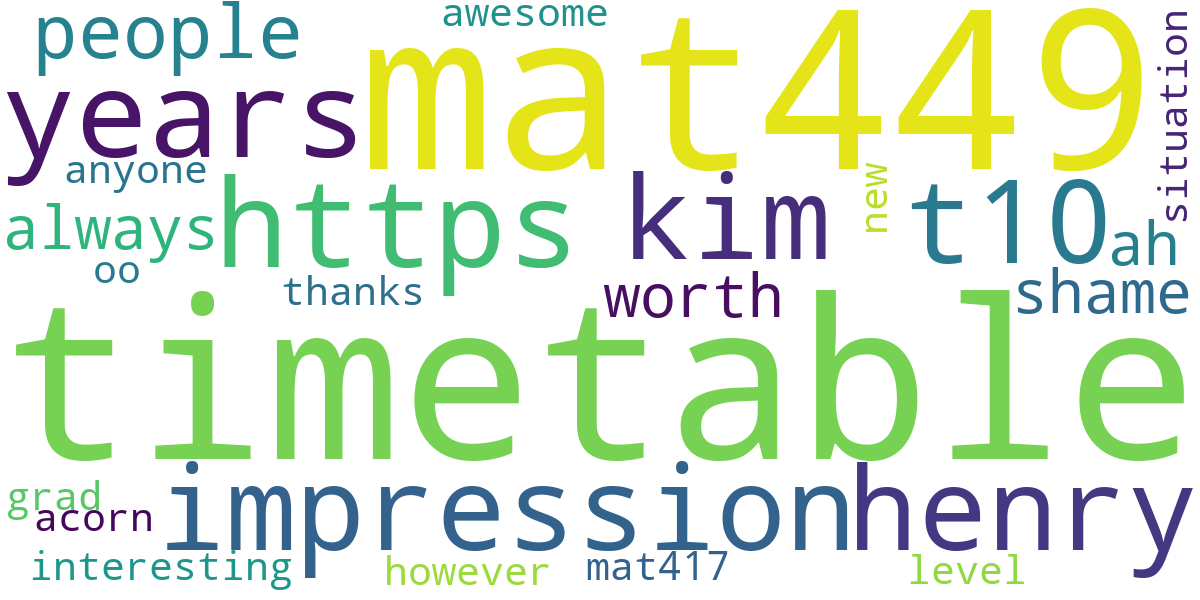 people
awesome
mat449
situation
years
anyone
https
kim
new
t10
always
ah
oo
thanks
worth
shame
timetable
impression
henry
grad
acorn
interesting
however
mat417
level